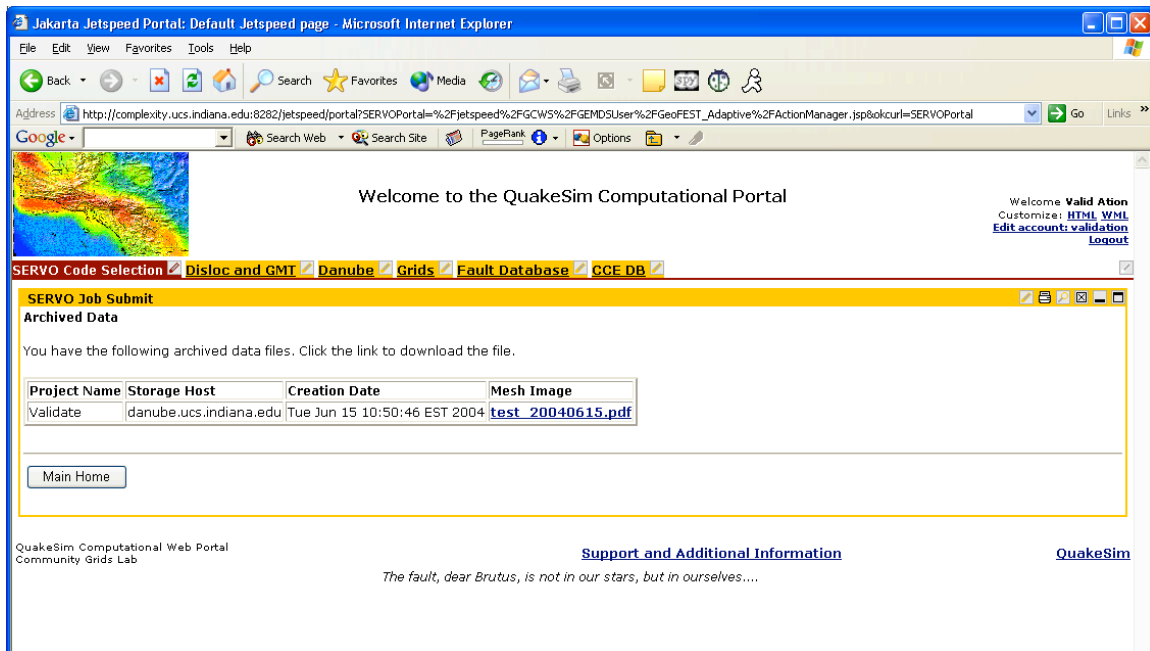 Jakarta Jetspeed Portal: Default Jetspeed page - Microsoft Internet Explorer
File Edit View Favorites Tools Help
Back Search Favorites Media SPY
Address http://complexity.ucs.indiana.edu:8282/jetspeed/portal?SERVOPortal=%2Fjetspeed%2FGCWS%2FGEMDSUser%2FGeoFEST_Adaptive%2FActionManager.jsp&okcurl=SERVOPortal Go Links »
Google Search Web Search Site PageRank Options
Welcome to the QuakeSim Computational Portal
Welcome Valid Ation
Customize: HTML WML
Edit account: validation
Logout
SERVO Code Selection Disloc and GMT Danube Grids Fault Database CCE DB
SERVO Job Submit
Archived Data
You have the following archived data files. Click the link to download the file.
Project Name Storage Host Creation Date Mesh Image
Validate danube.ucs.indiana.edu Tue Jun 15 10:50:46 EST 2004 test_20040615.pdf
Main Home
QuakeSim Computational Web Portal
Community Grids Lab
Support and Additional Information
QuakeSim
The fault, dear Brutus, is not in our stars, but in ourselves....